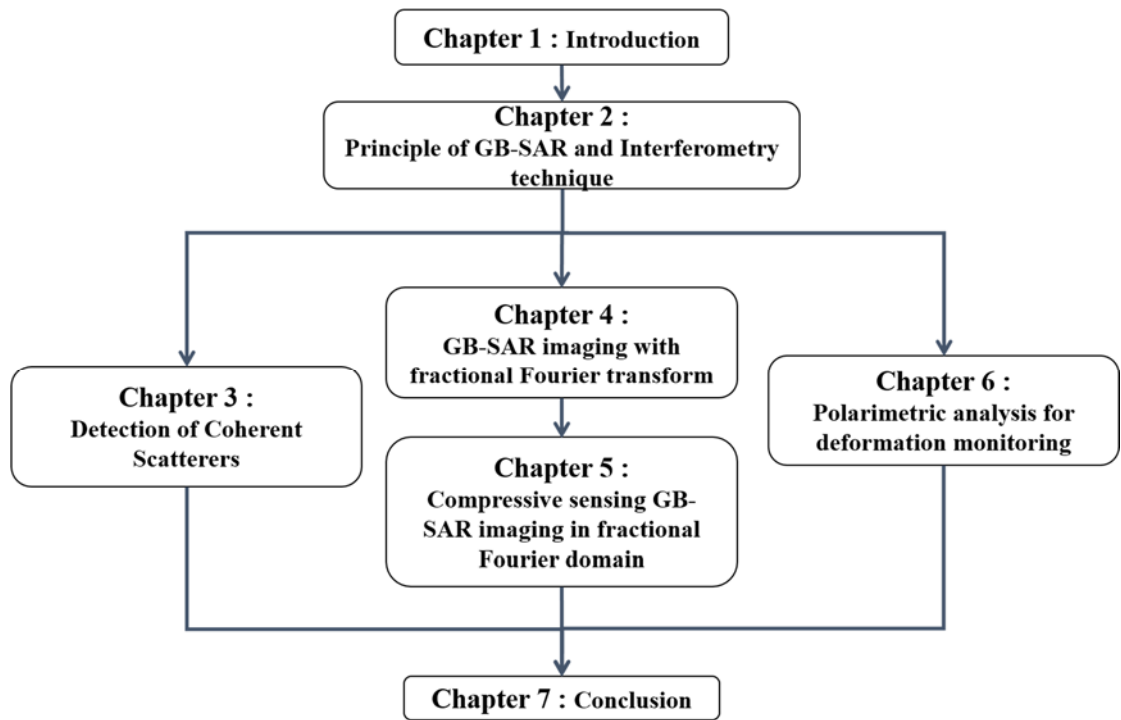 Chapter 1 : Introduction
Chapter 2 :
Principle of GB-SAR and Interferometry
technique
Chapter 3 :
Detection of Coherent
Scatterers
Chapter 4 :
GB-SAR imaging with
fractional Fourier transform
Chapter 5 :
Compressive sensing GB-
SAR imaging in fractional
Fourier domain
Chapter 6 :
Polarimetric analysis for
deformation monitoring
Chapter 7 : Conclusion